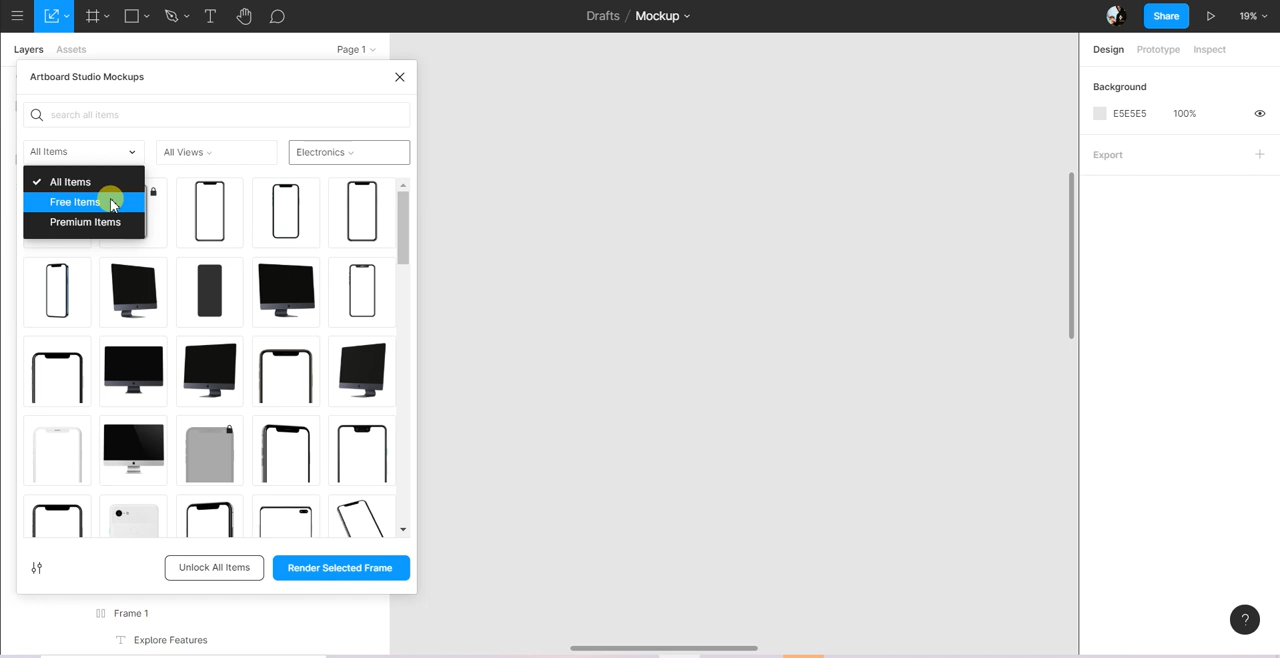 Drafts / Mockup
Share
19%
Layers
Assets
Page 1
Design
Prototype
Inspect
Artboard Studio Mockups
search all items
All Items
All Views
Electronics
All Items
Free Items
Premium Items
Unlock All Items
Render Selected Frame
Frame 1
Explore Features
Background
E5E5E5
100%
Export
?